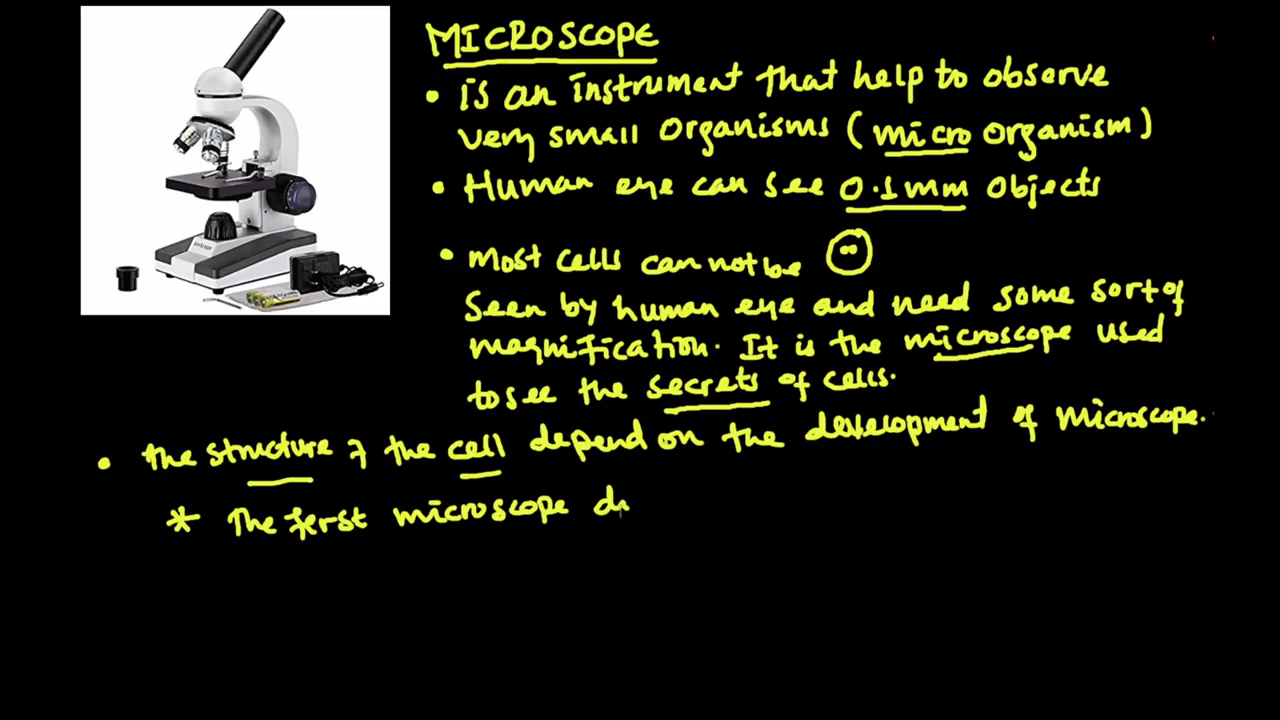 MICROSCOPE
• is an instrument that help to observe
very small organisms (micro organism)
• Human eye can see 0.1mm objects
• most cells can not be
seen by human eye and need some sort of
magnification. It is the microscope used
to see the secrets of cells.
• the structure of the cell depend on the development of microscope.
* The ferst microscope de